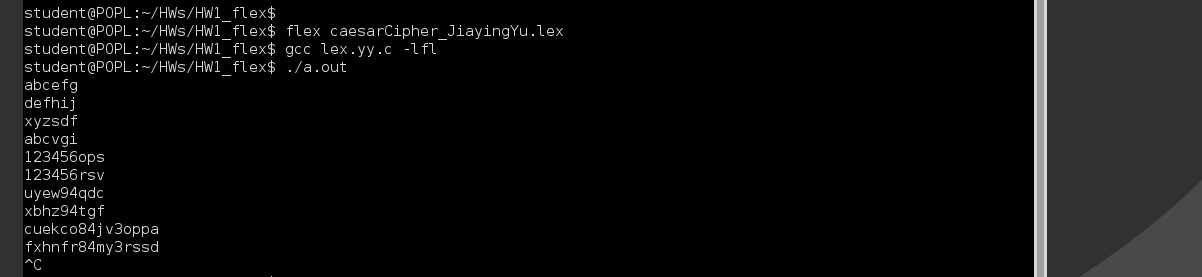 student@POPL:~/HWs/HW1_flex$
student@POPL:~/HWs/HW1_flex$ flex caesarCipher_JiayingYu.lex
student@POPL:~/HWs/HW1_flex$ gcc lex.yy.c -lfl
student@POPL:~/HWs/HW1_flex$ ./a.out
abcefg
defhij
xyzsdf
abcvgi
123456ops
123456rsv
uyew94qdc
xbhz94tgf
cuekco84jv3oppa
fxhnfr84my3rssd
^C